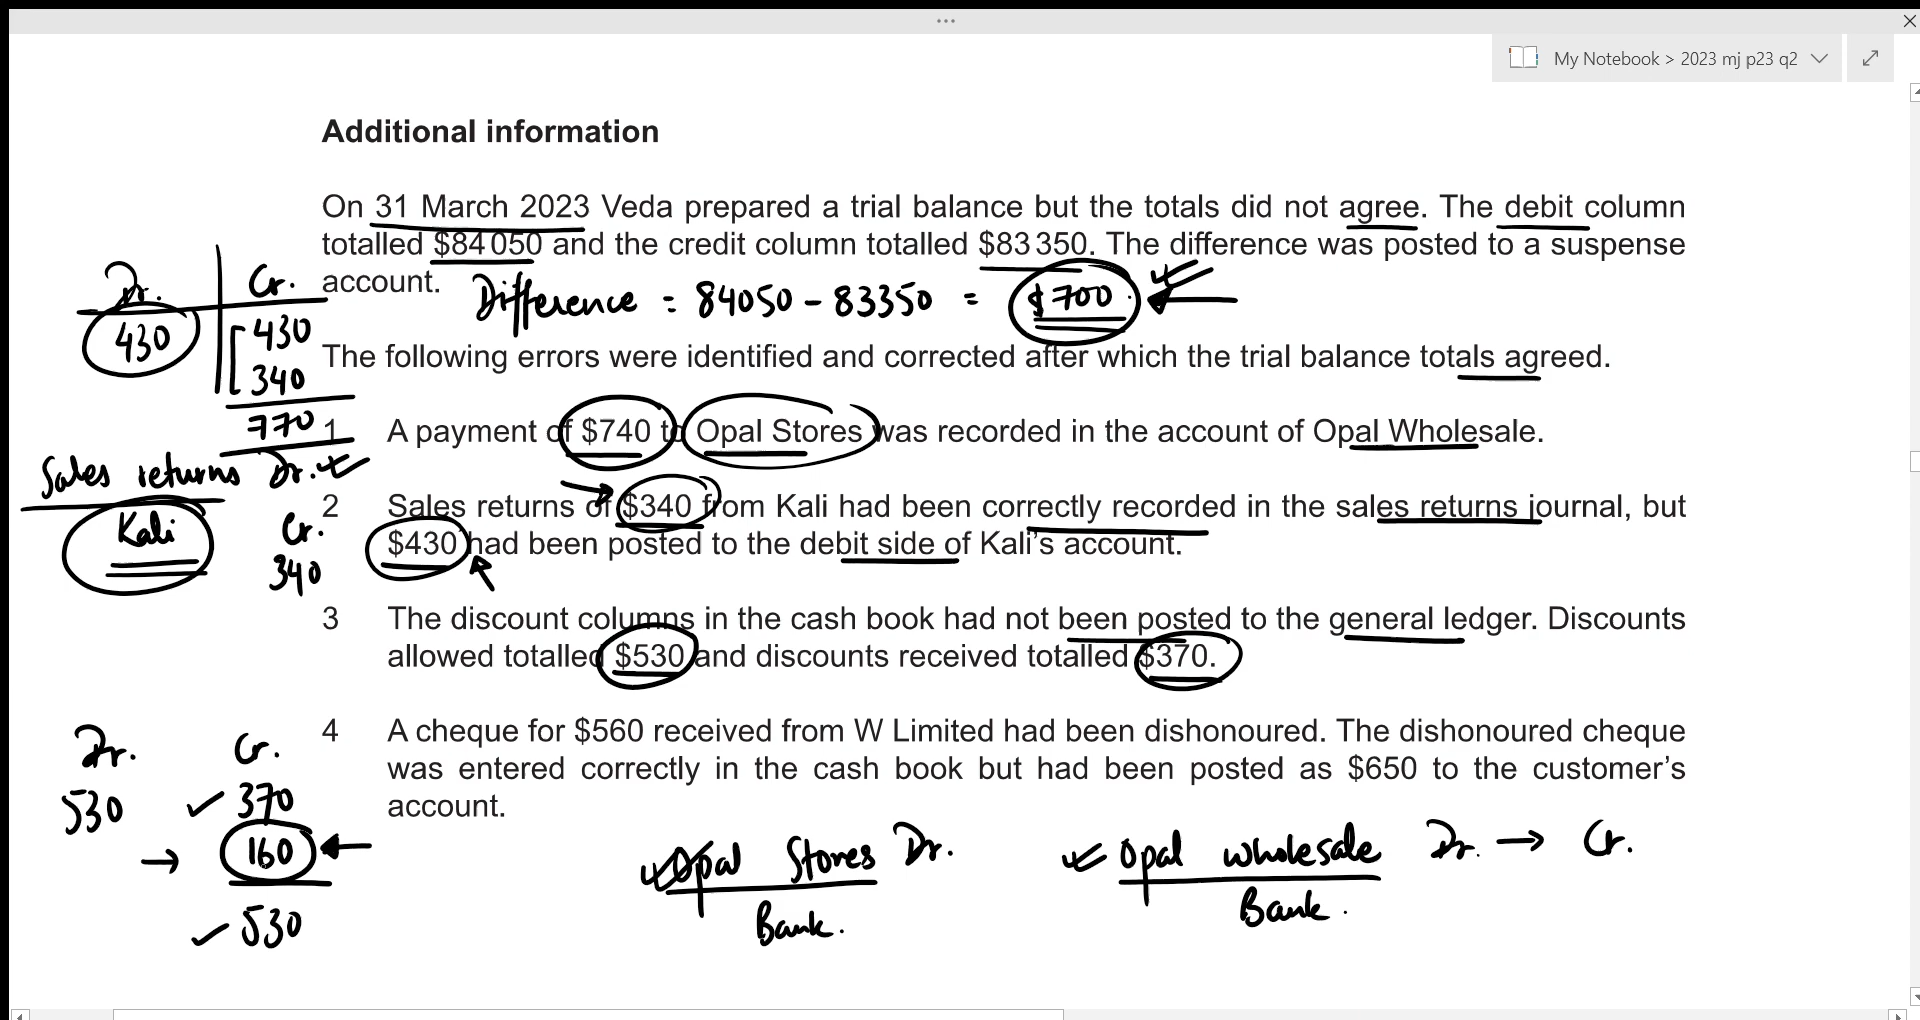 My Notebook > 2023 mj p23 q2
Additional information
On 31 March 2023 Veda prepared a trial balance but the totals did not agree. The debit column
totalled $84 050 and the credit column totalled $83 350. The difference was posted to a suspense
account.
Difference = 84050 - 83350 = $700
Dr. Cr.
430 430
340
770
The following errors were identified and corrected after which the trial balance totals agreed.
1 A payment of $740 to Opal Stores was recorded in the account of Opal Wholesale.
Sales returns Dr.
Kali Cr.
340
2 Sales returns of $340 from Kali had been correctly recorded in the sales returns journal, but
$430 had been posted to the debit side of Kali's account.
3 The discount columns in the cash book had not been posted to the general ledger. Discounts
allowed totalled $530 and discounts received totalled $370.
4 A cheque for $560 received from W Limited had been dishonoured. The dishonoured cheque
was entered correctly in the cash book but had been posted as $650 to the customer's
account.
Dr. Cr.
530 370
→ 160
530
Opal Stores Dr.
Bank.
Opal wholesale Dr. → Cr.
Bank.